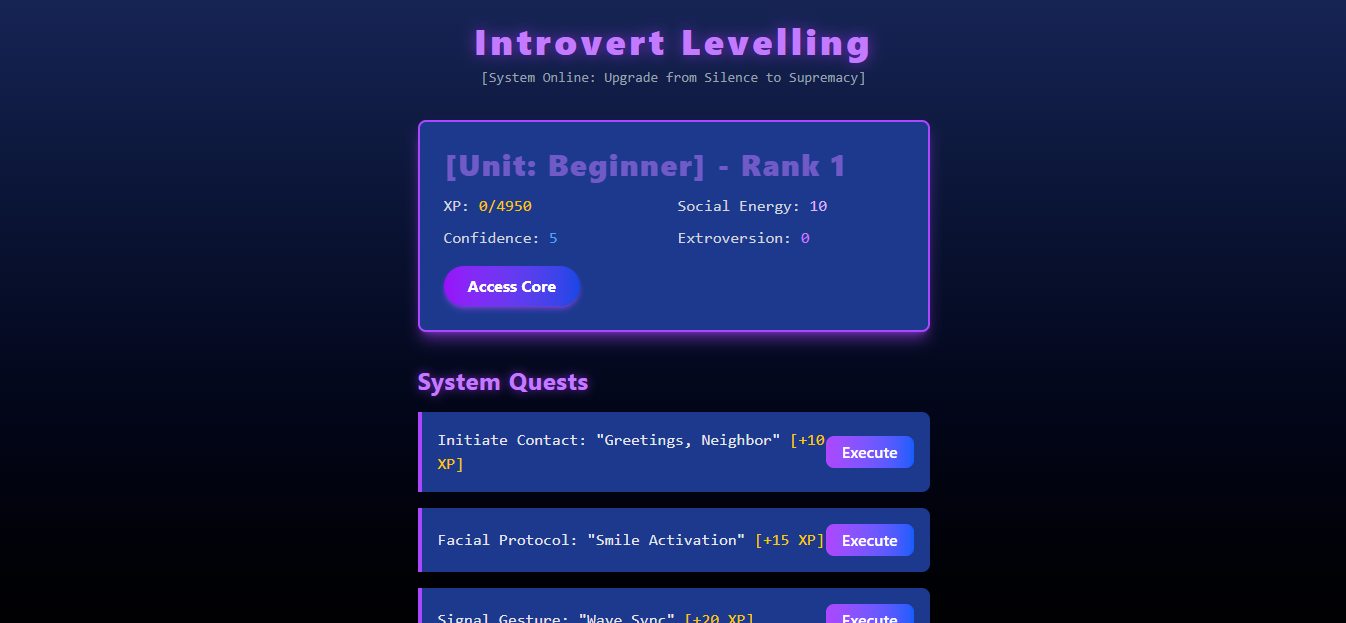 Introvert Levelling
[System Online: Upgrade from Silence to Supremacy]
[Unit: Beginner] - Rank 1
XP: 0/4950
Social Energy: 10
Confidence: 5
Extroversion: 0
Access Core
System Quests
Initiate Contact: "Greetings, Neighbor" [+10
XP]
Execute
Facial Protocol: "Smile Activation" [+15 XP]
Execute
Signal Gesture: "Wave Sync" [+20 XP]
Execute